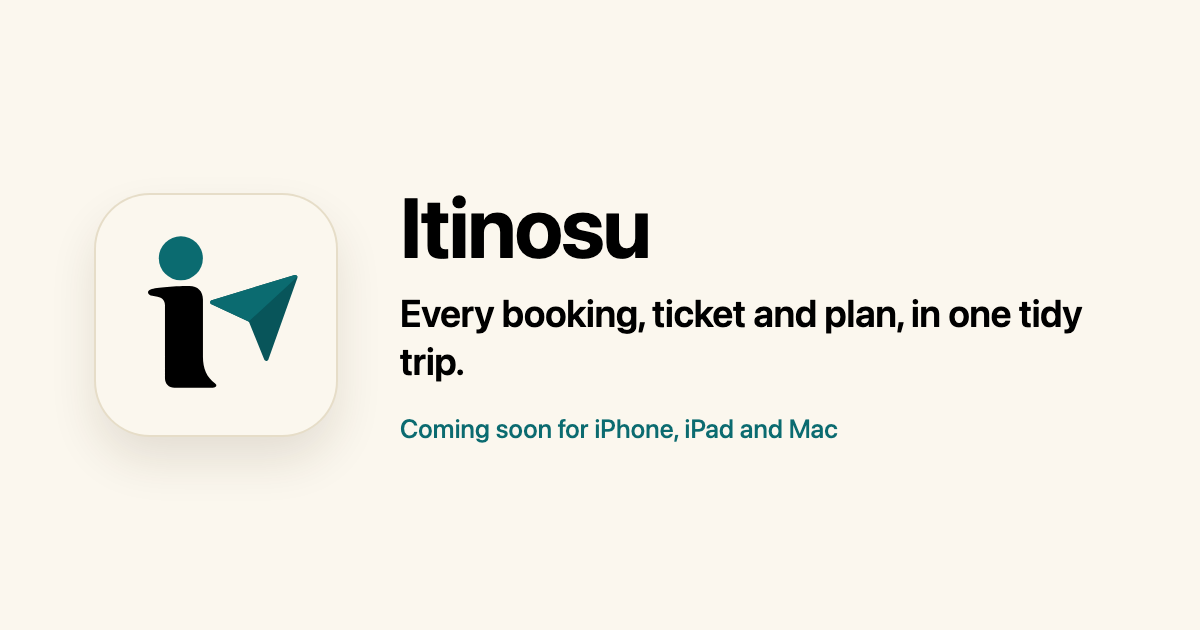 Itinosu
Every booking, ticket and plan, in one tidy
trip.
Coming soon for iPhone, iPad and Mac